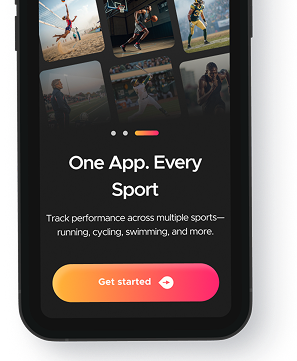 One App. Every
Sport
Track performance across multiple sports—
running, cycling, swimming, and more.
Get started